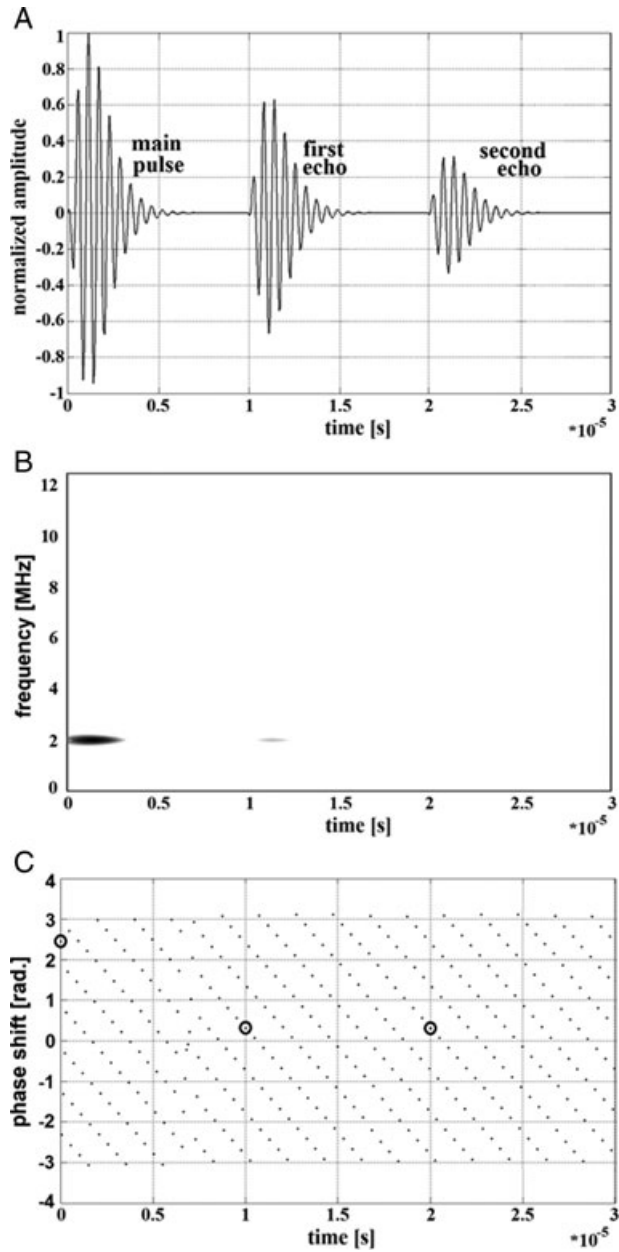 A
normalized amplitude
1
0.8
0.6
0.4
0.2
0
-0.2
-0.4
-0.6
-0.8
-1
main
pulse
first
echo
second
echo
0 0.5 1 1.5 2 2.5 3
time [s]
*10-5
B
frequency [MHz]
12
10
8
6
4
2
0
0 0.5 1 1.5 2 2.5 3
time [s]
*10-5
C
phase shift [rad.]
4
3
2
1
0
-1
-2
-3
-4
0 0.5 1 1.5 2 2.5 3
time [s]
*10-5